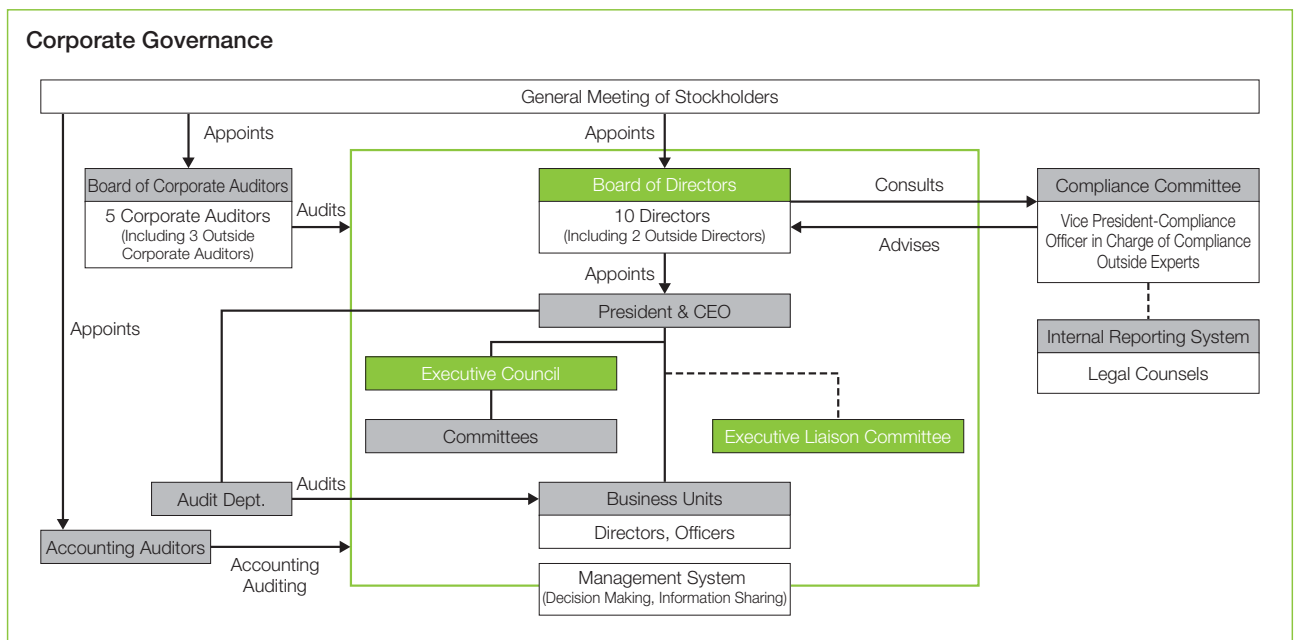 Corporate Governance
General Meeting of Stockholders
Appoints
Appoints
Board of Corporate Auditors
5 Corporate Auditors
(Including 3 Outside
Corporate Auditors)
Audits
Board of Directors
10 Directors
(Including 2 Outside Directors)
Consults
Advises
Compliance Committee
Vice President-Compliance
Officer in Charge of Compliance
Outside Experts
Appoints
Appoints
President & CEO
Internal Reporting System
Legal Counsels
Executive Council
Committees
Executive Liaison Committee
Audit Dept.
Audits
Business Units
Directors, Officers
Accounting Auditors
Accounting
Auditing
Management System
(Decision Making, Information Sharing)